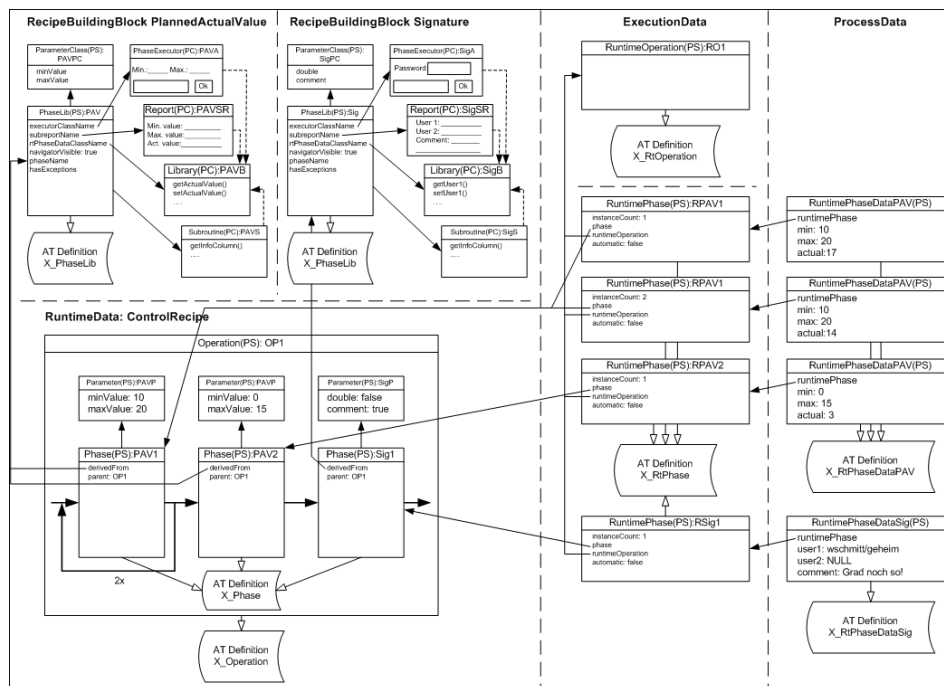 RecipeBuildingBlock PlannedActualValue
ParameterClass(PS):
PAVPC
minValue
maxValue
PhaseExecutor(PC):PAVA
Min.:_____ Max.: _____
Ok
PhaseLib(PS):PAV
executorClassName
subreportName
rtPhaseDataClassName
navigatorVisible: true
phaseName
hasExceptions
Report(PC):PAVSR
Min. value: ________
Max. value: ________
Act. value:________
Library(PC):PAVB
getActualValue()
setActualValue()
....
Subroutine(PC):PAVS
getInfoColumn()
....
AT Definition
X_PhaseLib
RecipeBuildingBlock Signature
ParameterClass(PS):
SigPC
double
comment
PhaseExecutor(PC):SigA
Password:
Ok
PhaseLib(PS):Sig
executorClassName
subreportName
rtPhaseDataClassName
navigatorVisible: true
phaseName
hasExceptions
Report(PC):SigSR
User 1: ________
User 2: ________
Comment: ________
Library(PC):SigB
getUser1()
setUser1()
....
Subroutine(PC):SigS
getInfoColumn()
....
AT Definition
X_PhaseLib
RuntimeData: ControlRecipe
Operation(PS): OP1
Parameter(PS):PAVP
minValue: 10
maxValue: 20
Parameter(PS):PAVP
minValue: 0
maxValue: 15
Parameter(PS):SigP
double: false
comment: true
Phase(PS):PAV1
derivedFrom
parent: OP1
Phase(PS):PAV2
derivedFrom
parent: OP1
Phase(PS):Sig1
derivedFrom
parent: OP1
2x
AT Definition
X_Phase
AT Definition
X_Operation
ExecutionData
RuntimeOperation(PS):RO1
AT Definition
X_RtOperation
RuntimePhase(PS):RPAV1
instanceCount: 1
phase
runtimeOperation
automatic: false
RuntimePhase(PS):RPAV1
instanceCount: 2
phase
runtimeOperation
automatic: false
RuntimePhase(PS):RPAV2
instanceCount: 1
phase
runtimeOperation
automatic: false
AT Definition
X_RtPhase
RuntimePhase(PS):RSig1
instanceCount: 1
phase
runtimeOperation
automatic: false
ProcessData
RuntimePhaseDataPAV(PS)
runtimePhase
min: 10
max: 20
actual:17
RuntimePhaseDataPAV(PS)
runtimePhase
min: 10
max: 20
actual:14
RuntimePhaseDataPAV(PS)
runtimePhase
min: 0
max: 15
actual: 3
AT Definition
X_RtPhaseDataPAV
RuntimePhaseDataSig(PS)
runtimePhase
user1: wschmitt/geheim
user2: NULL
comment: Grad noch so!
AT Definition
X_RtPhaseDataSig